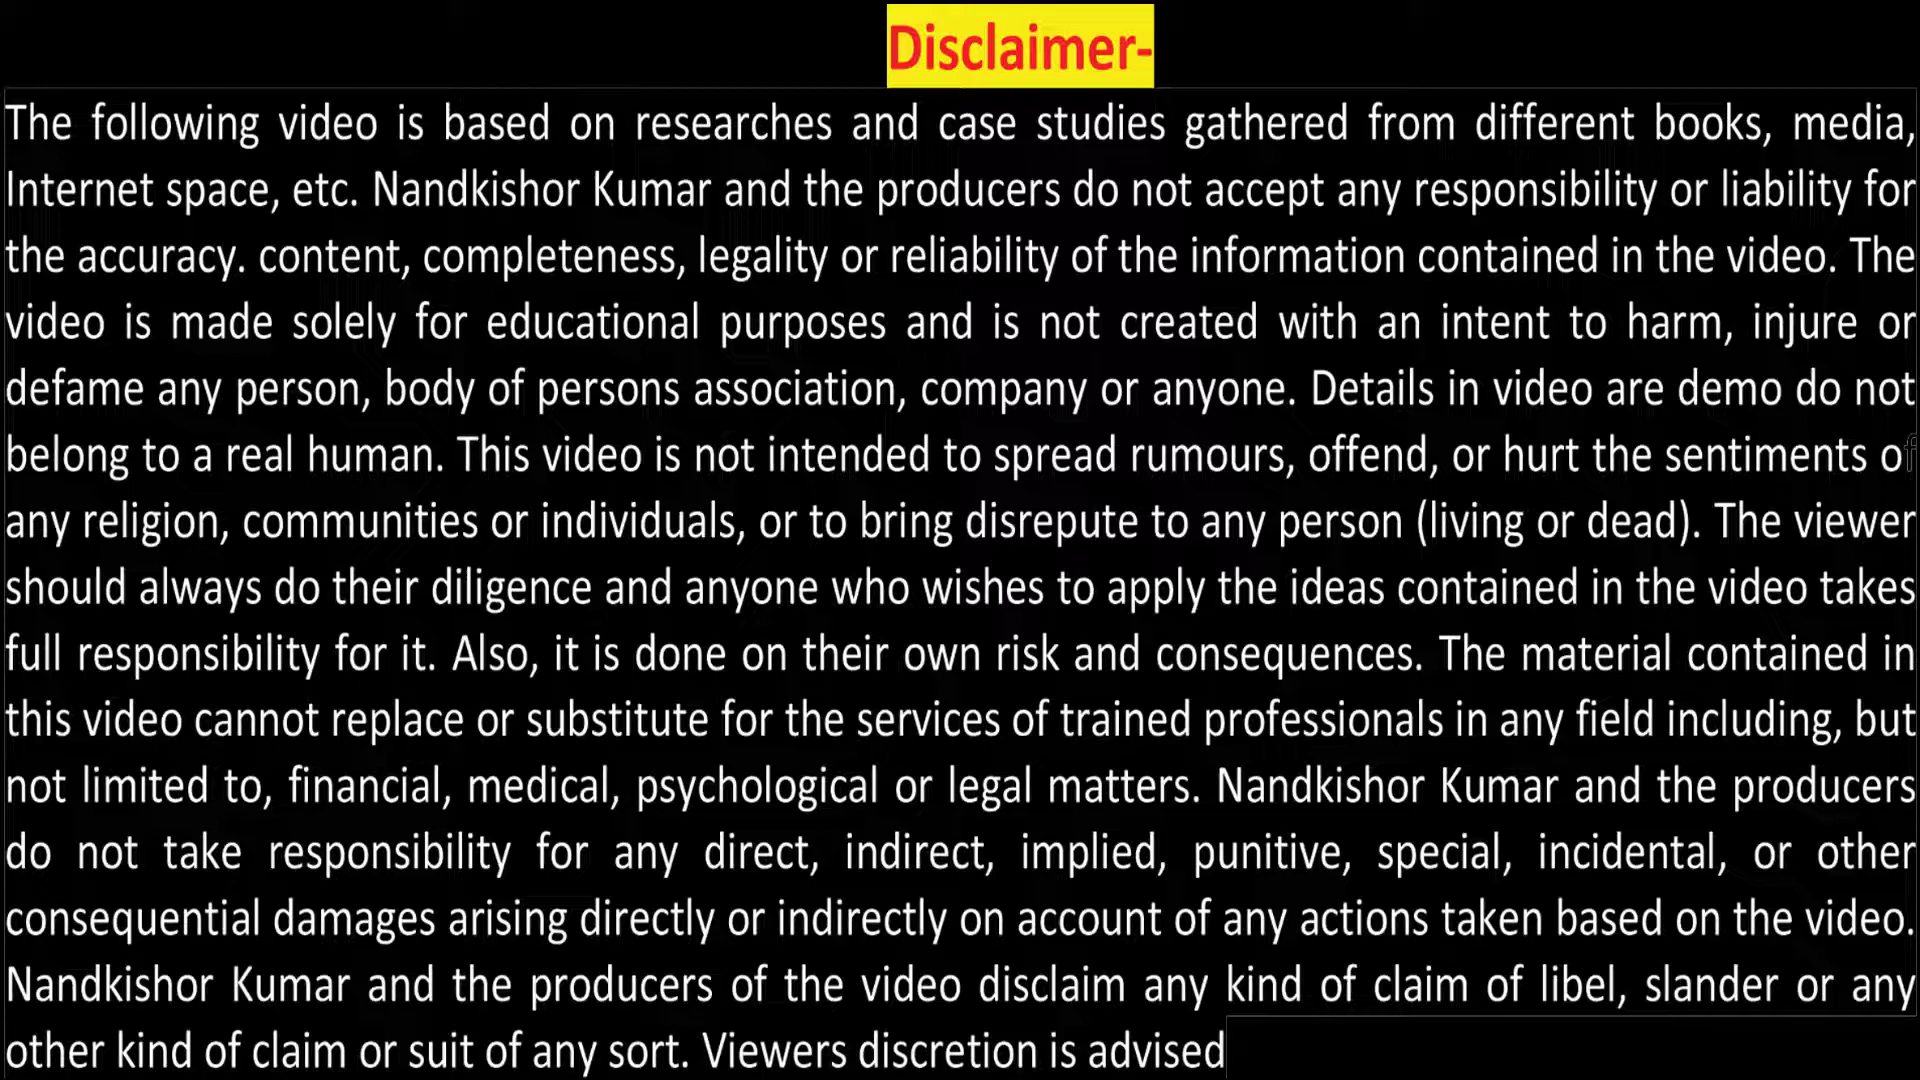 Disclaimer-
The following video is based on researches and case studies gathered from different books, media,
Internet space, etc. Nandkishor Kumar and the producers do not accept any responsibility or liability for
the accuracy. content, completeness, legality or reliability of the information contained in the video. The
video is made solely for educational purposes and is not created with an intent to harm, injure or
defame any person, body of persons association, company or anyone. Details in video are demo do not
belong to a real human. This video is not intended to spread rumours, offend, or hurt the sentiments of
any religion, communities or individuals, or to bring disrepute to any person (living or dead). The viewer
should always do their diligence and anyone who wishes to apply the ideas contained in the video takes
full responsibility for it. Also, it is done on their own risk and consequences. The material contained in
this video cannot replace or substitute for the services of trained professionals in any field including, but
not limited to, financial, medical, psychological or legal matters. Nandkishor Kumar and the producers
do not take responsibility for any direct, indirect, implied, punitive, special, incidental, or other
consequential damages arising directly or indirectly on account of any actions taken based on the video.
Nandkishor Kumar and the producers of the video disclaim any kind of claim of libel, slander or any
other kind of claim or suit of any sort. Viewers discretion is advised